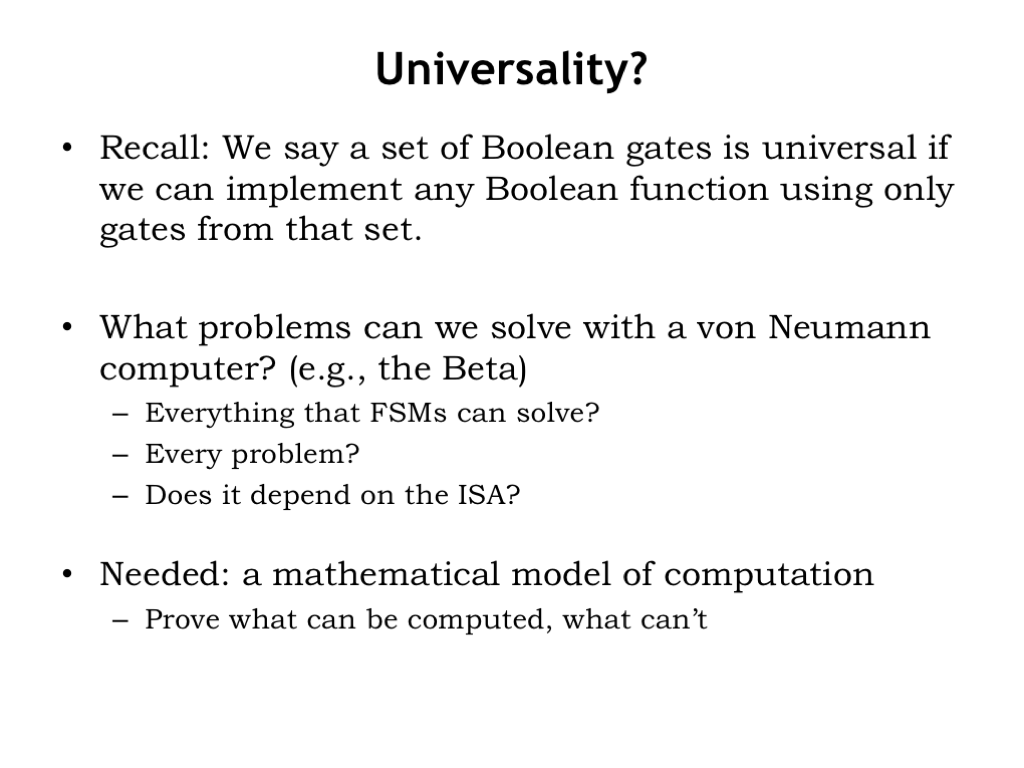 Universality?
• Recall: We say a set of Boolean gates is universal if
we can implement any Boolean function using only
gates from that set.
• What problems can we solve with a von Neumann
computer? (e.g., the Beta)
– Everything that FSMs can solve?
– Every problem?
– Does it depend on the ISA?
• Needed: a mathematical model of computation
– Prove what can be computed, what can’t